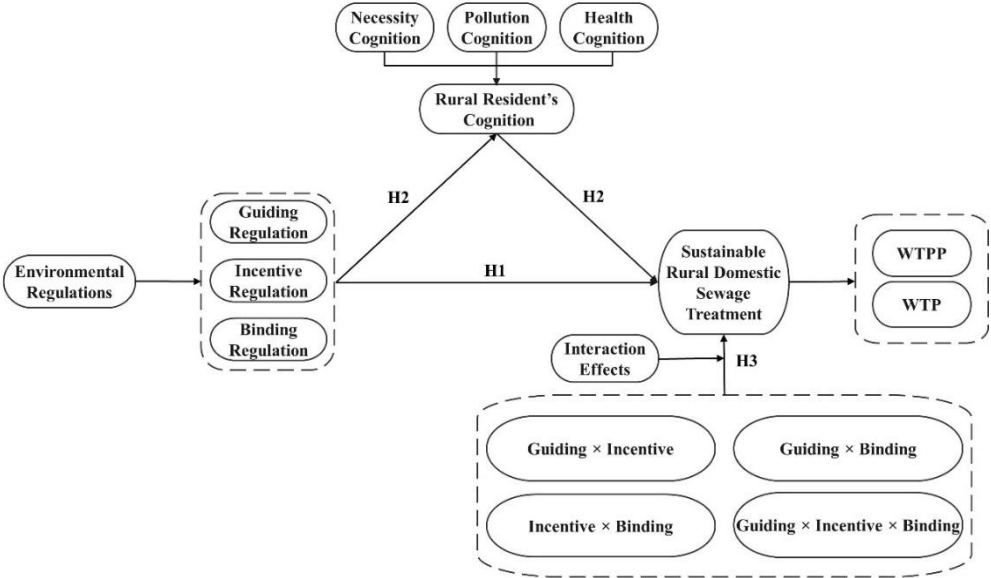 Necessity
Cognition
Pollution
Cognition
Health
Cognition
Rural Resident's
Cognition
H2
H2
Guiding
Regulation
Environmental
Regulations
Incentive
Regulation
Binding
Regulation
H1
Sustainable
Rural Domestic
Sewage
Treatment
WTPP
WTP
Interaction
Effects
H3
Guiding × Incentive
Guiding × Binding
Incentive × Binding
Guiding × Incentive × Binding